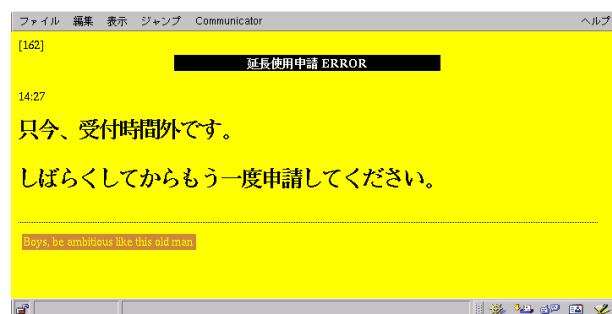 ファイル 編集 表示 ジャンプ Communicator ヘルプ
[162]
延長使用申請 ERROR
14:27
只今、受付時間外です。
しばらくしてからもう一度申請してください。
Boys, be ambitious like this old man